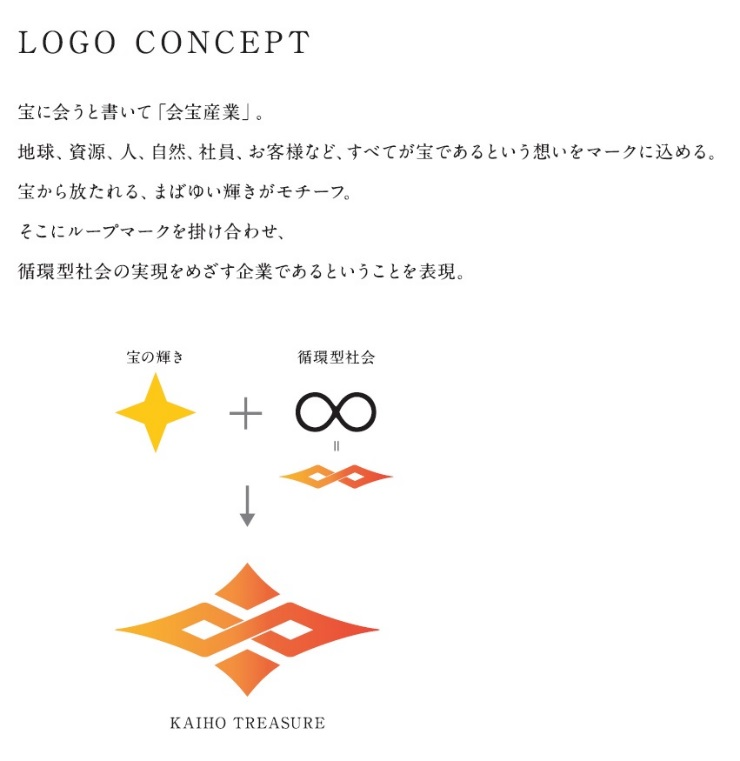 LOGO CONCEPT
宝に会うと書いて「会宝産業」。
地球、資源、人、自然、社員、お客様など、すべてが宝であるという想いをマークに込める。
宝から放たれる、まばゆい輝きがモチーフ。
そこにループマークを掛け合わせ、
循環型社会の実現をめざす企業であるということを表現。
宝の輝き
循環型社会
KAIHO TREASURE